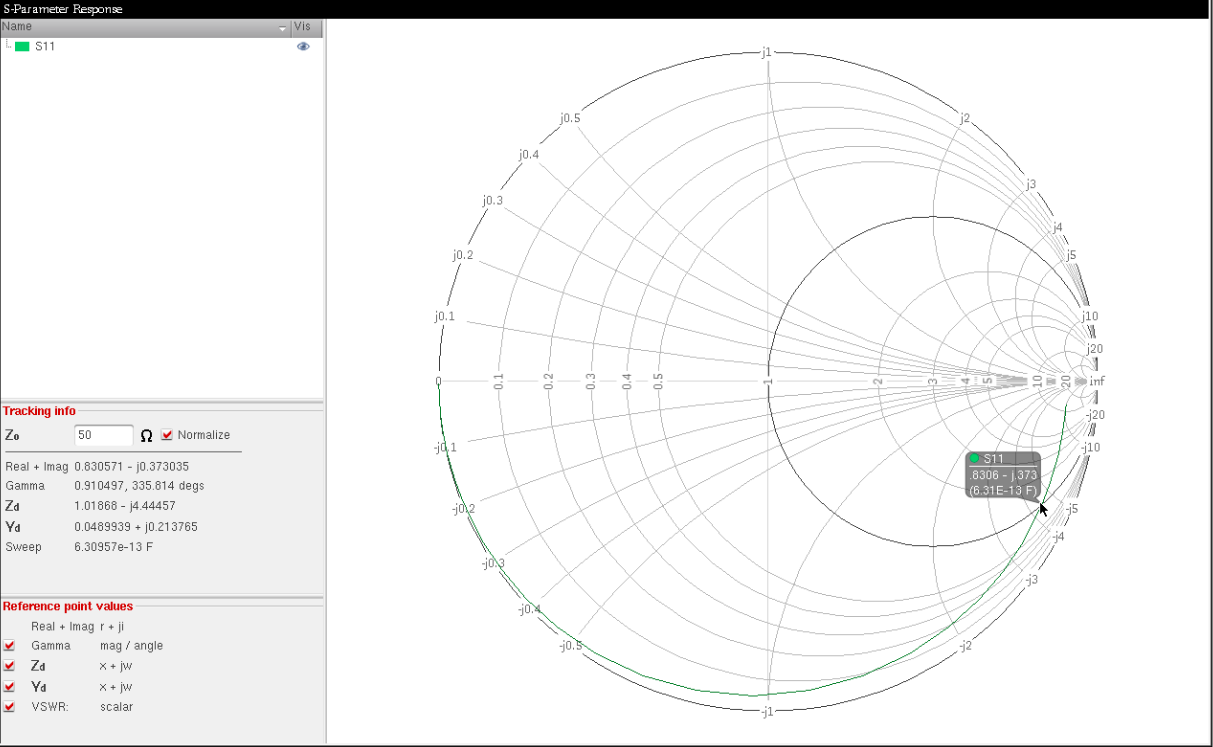 S-Parameter Response
Name Vis
S11
Tracking info
Zo 50 Ω Normalize
Real + Imag 0.830571 - j0.373035
Gamma 0.910497, 335.814 degs
Zd 1.01868 - j4.44457
Yd 0.0489939 + j0.213765
Sweep 6.30957e-13 F
Reference point values
Real + Imag r + ji
Gamma mag / angle
Zd x + jw
Yd x + jw
VSWR: scalar
j1
j0.5 j2
j0.4
j0.3 j3
j0.2 j4
j5
j0.1 j10
j20
0 0.1 0.2 0.3 0.4 0.5 1 2 3 4 5 10 20 inf
-j20
-j0.1 -j10
S11
.8306 - j.373
(6.31E-13 F)
-j0.2 -j5
-j4
-j0.3 -j3
-j0.4
-j0.5 -j2
-j1